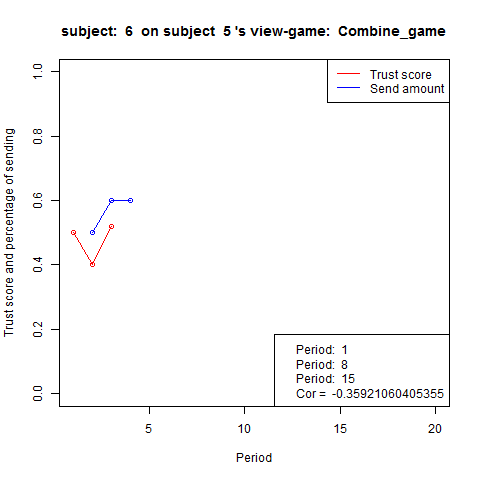 subject:  6  on subject  5 's view-game:  Combine_game
Trust score
Send amount
Trust score and percentage of sending
1.0
0.8
0.6
0.4
0.2
0.0
Period:  1
Period:  8
Period:  15
Cor =  -0.35921060405355
5
10
15
20
Period